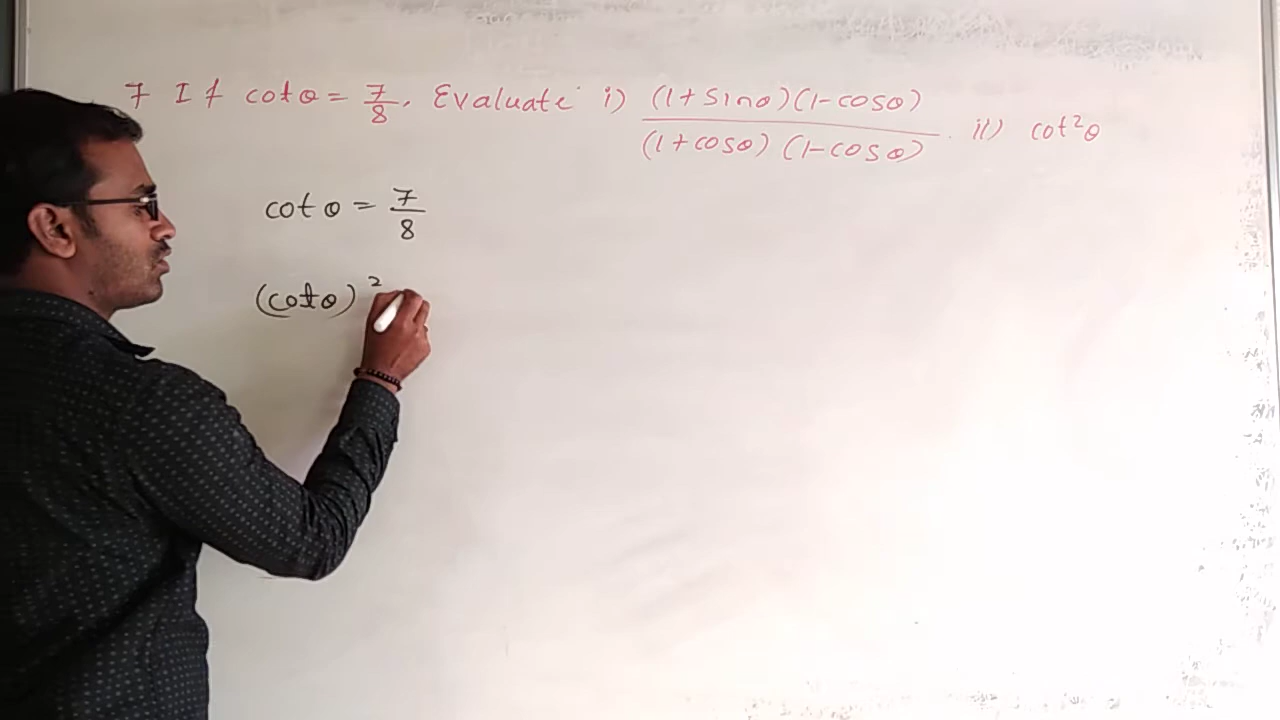 7 If cotθ = 7/8, Evaluate i) (1+sinθ)(1-cosθ)/(1+cosθ)(1-cosθ). ii) cot²θ
cotθ = 7/8
(cotθ)²